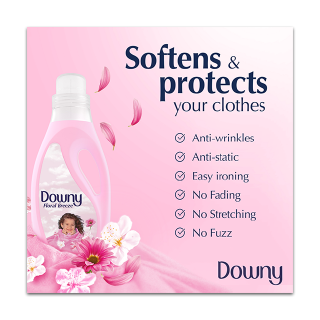 Softens &
protects
your clothes
Anti-wrinkles
Anti-static
Easy ironing
No Fading
No Stretching
No Fuzz
Downy
Floral Breeze
Downy